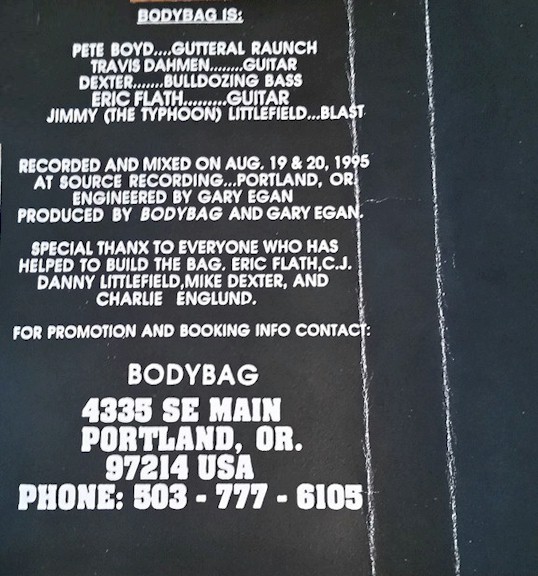 BODYBAG IS:
PETE BOYD....GUTTERAL RAUNCH
TRAVIS DAHMEN........GUITAR
DEXTER.......BULLDOZING BASS
ERIC FLATH.........GUITAR
JIMMY (THE TYPHOON) LITTLEFIELD...BLAST
RECORDED AND MIXED ON AUG. 19 & 20, 1995
AT SOURCE RECORDING...PORTLAND, OR.
ENGINEERED BY GARY EGAN
PRODUCED BY BODYBAG AND GARY EGAN.
SPECIAL THANX TO EVERYONE WHO HAS
HELPED TO BUILD THE BAG. ERIC FLATH,C.J.
DANNY LITTLEFIELD,MIKE DEXTER, AND
CHARLIE ENGLUND.
FOR PROMOTION AND BOOKING INFO CONTACT:
BODYBAG
4335 SE MAIN
PORTLAND, OR.
97214 USA
PHONE: 503 - 777 - 6105